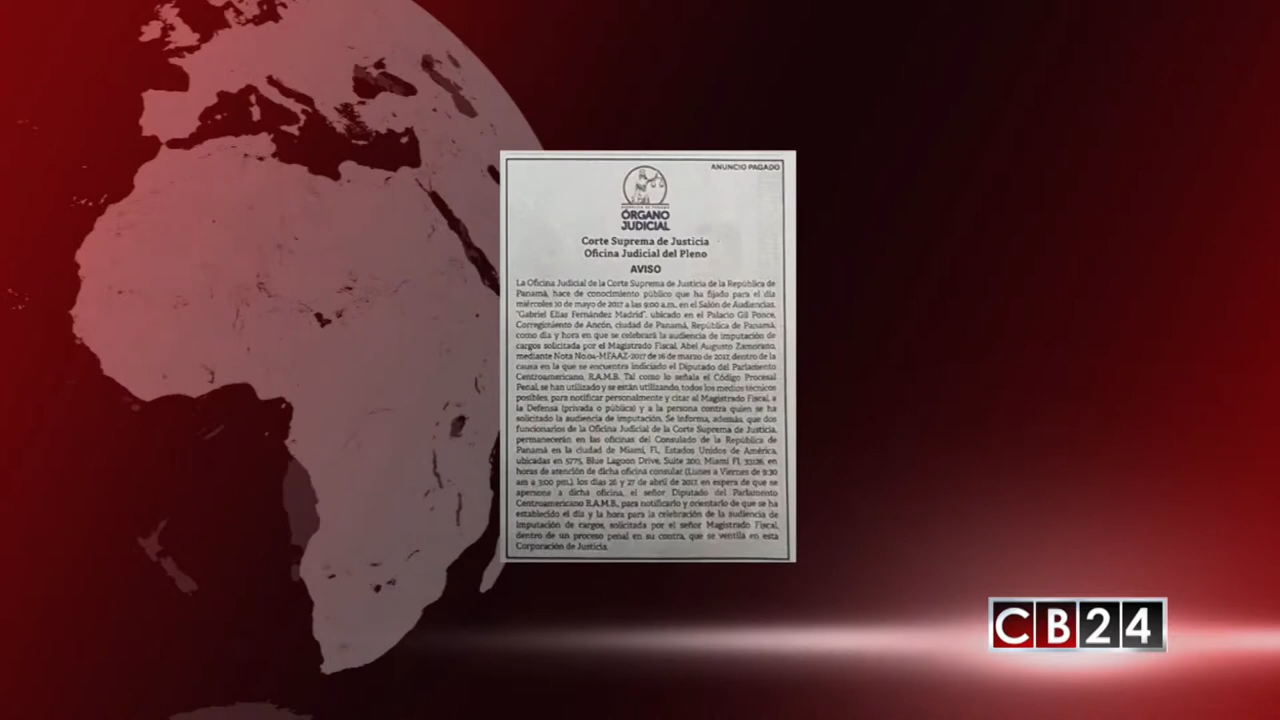 ANUNCIO PAGADO
ÓRGANO
JUDICIAL
Corte Suprema de Justicia
Oficina Judicial del Pleno
AVISO
La Oficina Judicial de la Corte Suprema de Justicia de la República de
Panamá, hace de conocimiento público que ha fijado para el día
miércoles 10 de mayo de 2017 a las 9:00 a.m., en el Salón de Audiencias,
"Gabriel Elías Fernández Madrid", ubicado en el Palacio Gil Ponce,
Corregimiento de Ancón, ciudad de Panamá, República de Panamá,
como día y hora en que se celebrará la audiencia de imputación de
cargos solicitada por el Magistrado Fiscal, Abel Augusto Zamorano,
mediante Nota No.04-MFAAZ-2017 de 16 de marzo de 2017, dentro de la
causa en la que se encuentra indiciado el Diputado del Parlamento
Centroamericano, R.A.M.B. Tal como lo señala el Código Procesal
Penal, se han utilizado y se están utilizando, todos los medios técnicos
posibles, para notificar personalmente y citar al Magistrado Fiscal, a
la Defensa (privada o pública) y a la persona contra quien se ha
solicitado la audiencia de imputación. Se informa, además, que dos
funcionarios de la Oficina Judicial de la Corte Suprema de Justicia,
permanecerán en las oficinas del Consulado de la República de
Panamá en la ciudad de Miami, Fl, Estados Unidos de América,
ubicadas en 5775, Blue Lagoon Drive, Suite 200, Miami Fl, 33126, en
horas de atención de dicha oficina consular (Lunes a Viernes de 9:30
am a 3:00 pm.), los días 26 y 27 de abril de 2017, en espera de que se
apersone a dicha oficina, el señor Diputado del Parlamento
Centroamericano R.A.M.B., para notificarlo y orientarlo de que se ha
establecido el día y la hora para la celebración de la audiencia de
imputación de cargos, solicitada por el señor Magistrado Fiscal,
dentro de un proceso penal en su contra, que se ventila en esta
Corporación de Justicia.
CB24